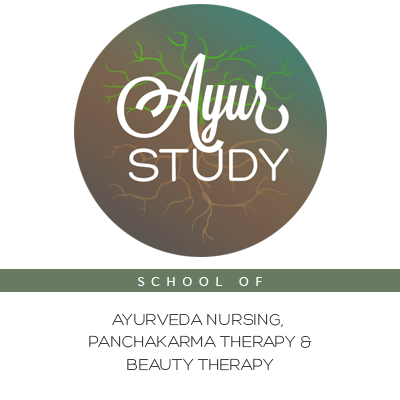 Ayur
STUDY
SCHOOL OF
AYURVEDA NURSING,
PANCHAKARMA THERAPY &
BEAUTY THERAPY